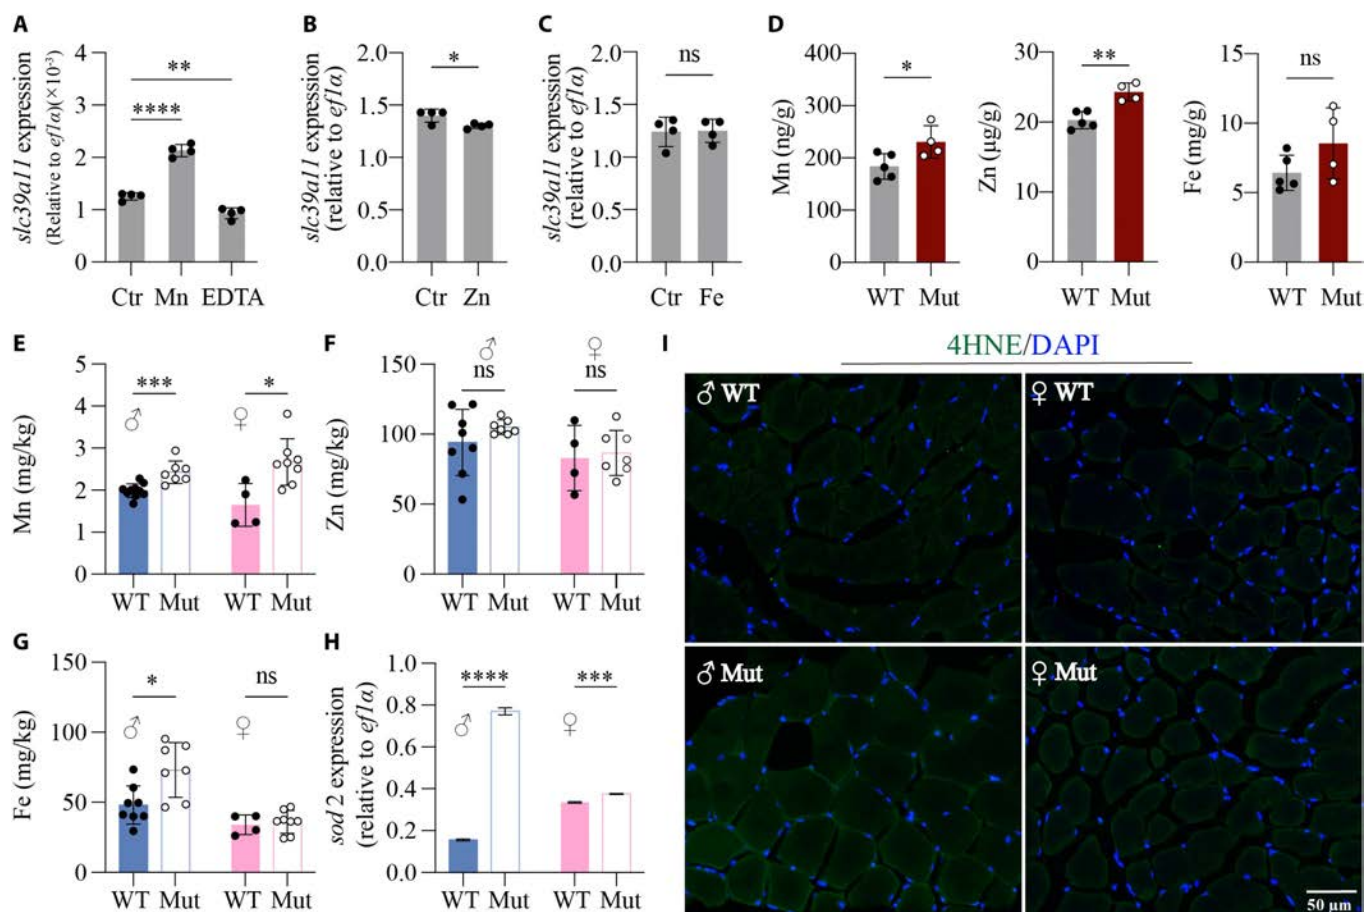 A
slc39a11 expression
(Relative to ef1α)(×10⁻³)
4
3
2
1
0
**
****
Ctr Mn EDTA
B
slc39a11 expression
(relative to ef1α)
2.0
1.5
1.0
0.5
0.0
*
Ctr Zn
C
slc39a11 expression
(relative to ef1α)
2.0
1.5
1.0
0.5
0.0
ns
Ctr Fe
D
Mn (ng/g)
400
300
200
100
0
*
WT Mut
Zn (µg/g)
30
20
10
0
**
WT Mut
Fe (mg/g)
15
10
5
0
ns
WT Mut
E
Mn (mg/kg)
5
4
3
2
1
0
*** *
♂ ♀
WT Mut WT Mut
F
Zn (mg/kg)
150
100
50
0
♂ ♀
ns ns
WT Mut WT Mut
G
Fe (mg/kg)
150
100
50
0
* ns
♂ ♀
WT Mut WT Mut
H
sod 2 expression
(relative to ef1α)
1.0
0.8
0.6
0.4
0.2
0.0
**** ***
♂ ♀
WT Mut WT Mut
I
4HNE/DAPI
♂ WT
♀ WT
♂ Mut
♀ Mut
50 µm